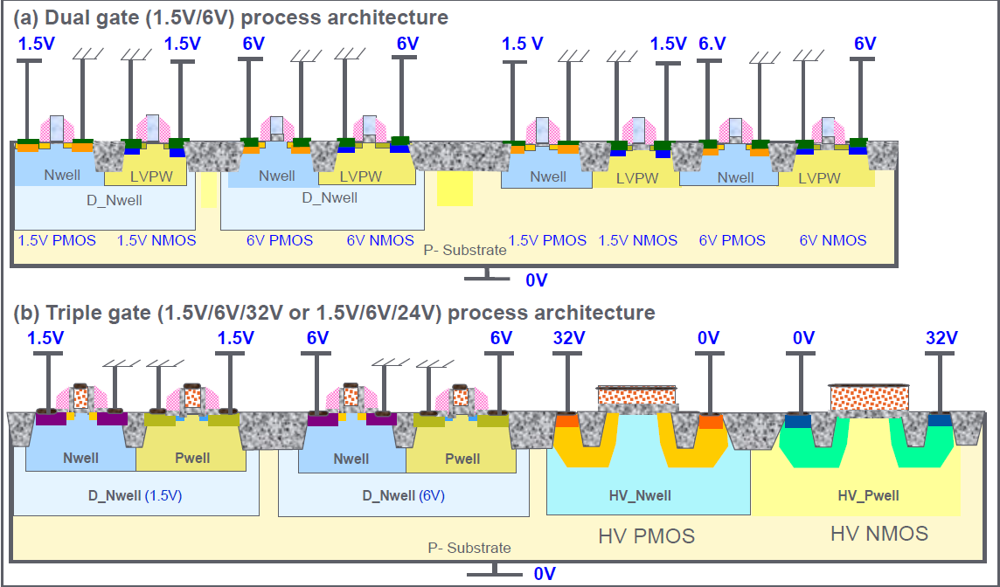 (a) Dual gate (1.5V/6V) process architecture
1.5V 1.5V 6V 6V 1.5 V 1.5V 6.V 6V
Nwell LVPW Nwell LVPW Nwell LVPW Nwell LVPW
D_Nwell D_Nwell
1.5V PMOS 1.5V NMOS 6V PMOS 6V NMOS 1.5V PMOS 1.5V NMOS 6V PMOS 6V NMOS
P- Substrate
0V
(b) Triple gate (1.5V/6V/32V or 1.5V/6V/24V) process architecture
1.5V 1.5V 6V 6V 32V 0V 0V 32V
Nwell Pwell Nwell Pwell
D_Nwell (1.5V) D_Nwell (6V) HV_Nwell HV_Pwell
HV PMOS HV NMOS
P- Substrate
0V